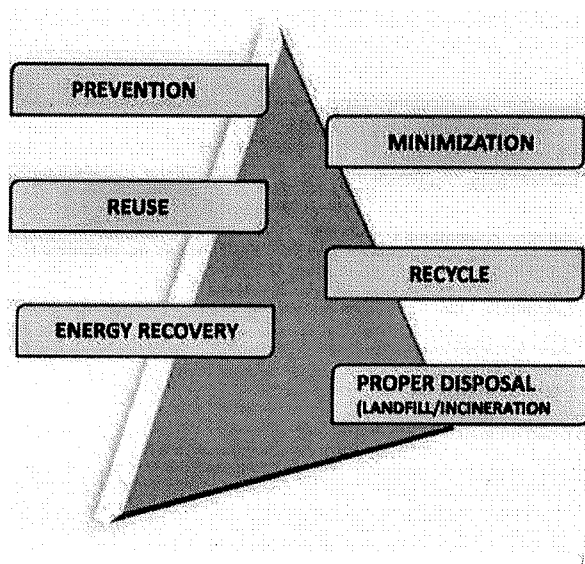 PREVENTION
MINIMIZATION
REUSE
RECYCLE
ENERGY RECOVERY
PROPER DISPOSAL
(LANDFILL/INCINERATION